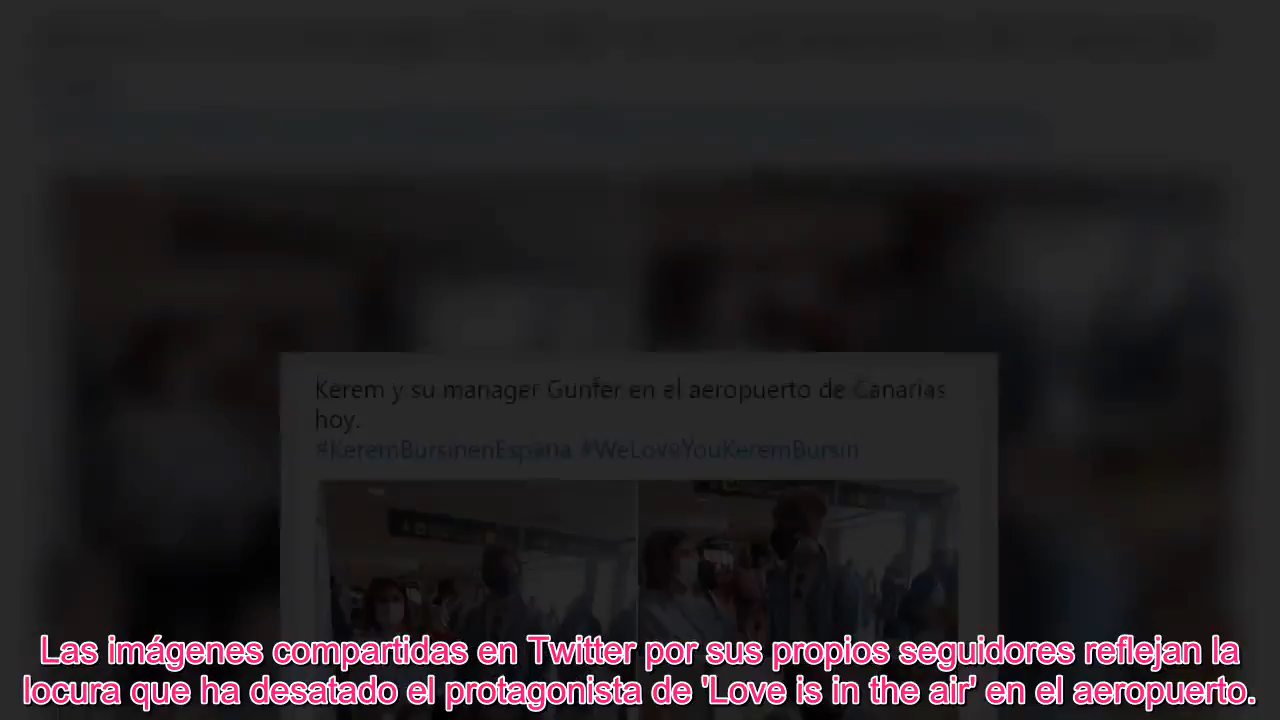 Kerem y su manager Gunfer en el aeropuerto de Canarias
hoy.
#KeremBursinenEspana #WeLoveYouKeremBursin
Las imágenes compartidas en Twitter por sus propios seguidores reflejan la
locura que ha desatado el protagonista de 'Love is in the air' en el aeropuerto.